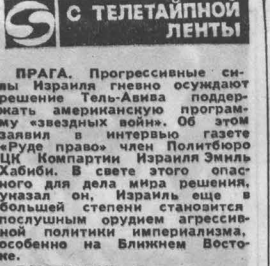 С ТЕЛЕТАЙПНОЙ
ЛЕНТЫ
ПРАГА. Прогрессивные си-
лы Израиля гневно осуждают
решение Тель-Авива поддер-
жать американскую програм-
му «звездных войн». Об этом
заявил в интервью газете
«Руде право» член Политбюро
ЦК Компартии Израиля Эмиль
Хабиби. В свете этого опас-
ного для дела мира решения,
указал он, Израиль еще в
большей степени становится
послушным орудием агрессив-
ной политики империализма,
особенно на Ближнем Восто-
ке.